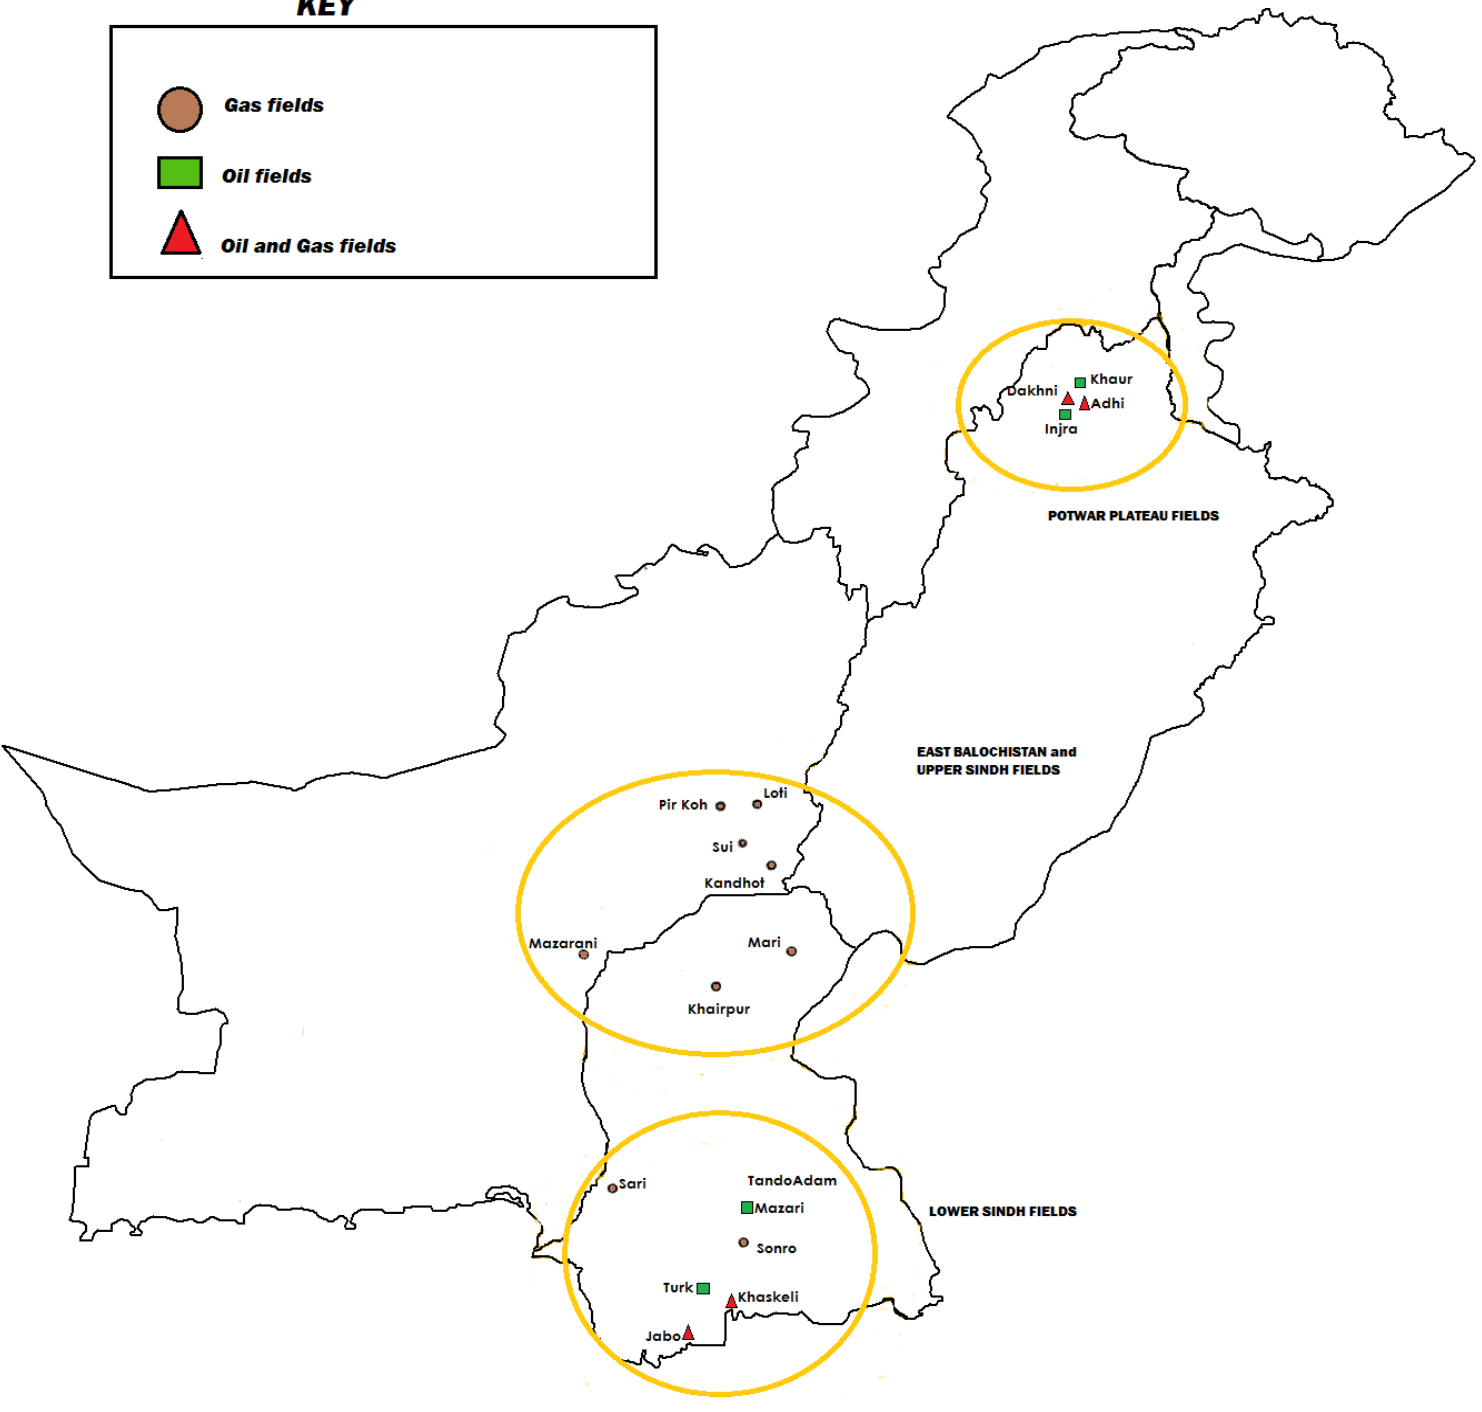 KEY
Gas fields
Oil fields
Oil and Gas fields
Khaur
Dakhni
Adhi
Injra
POTWAR PLATEAU FIELDS
EAST BALOCHISTAN and
UPPER SINDH FIELDS
Loti
Pir Koh
Sui
Kandhot
Mazarani
Mari
Khairpur
Sari
TandoAdam
Mazari
LOWER SINDH FIELDS
Sonro
Turk
Khaskeli
Jabo